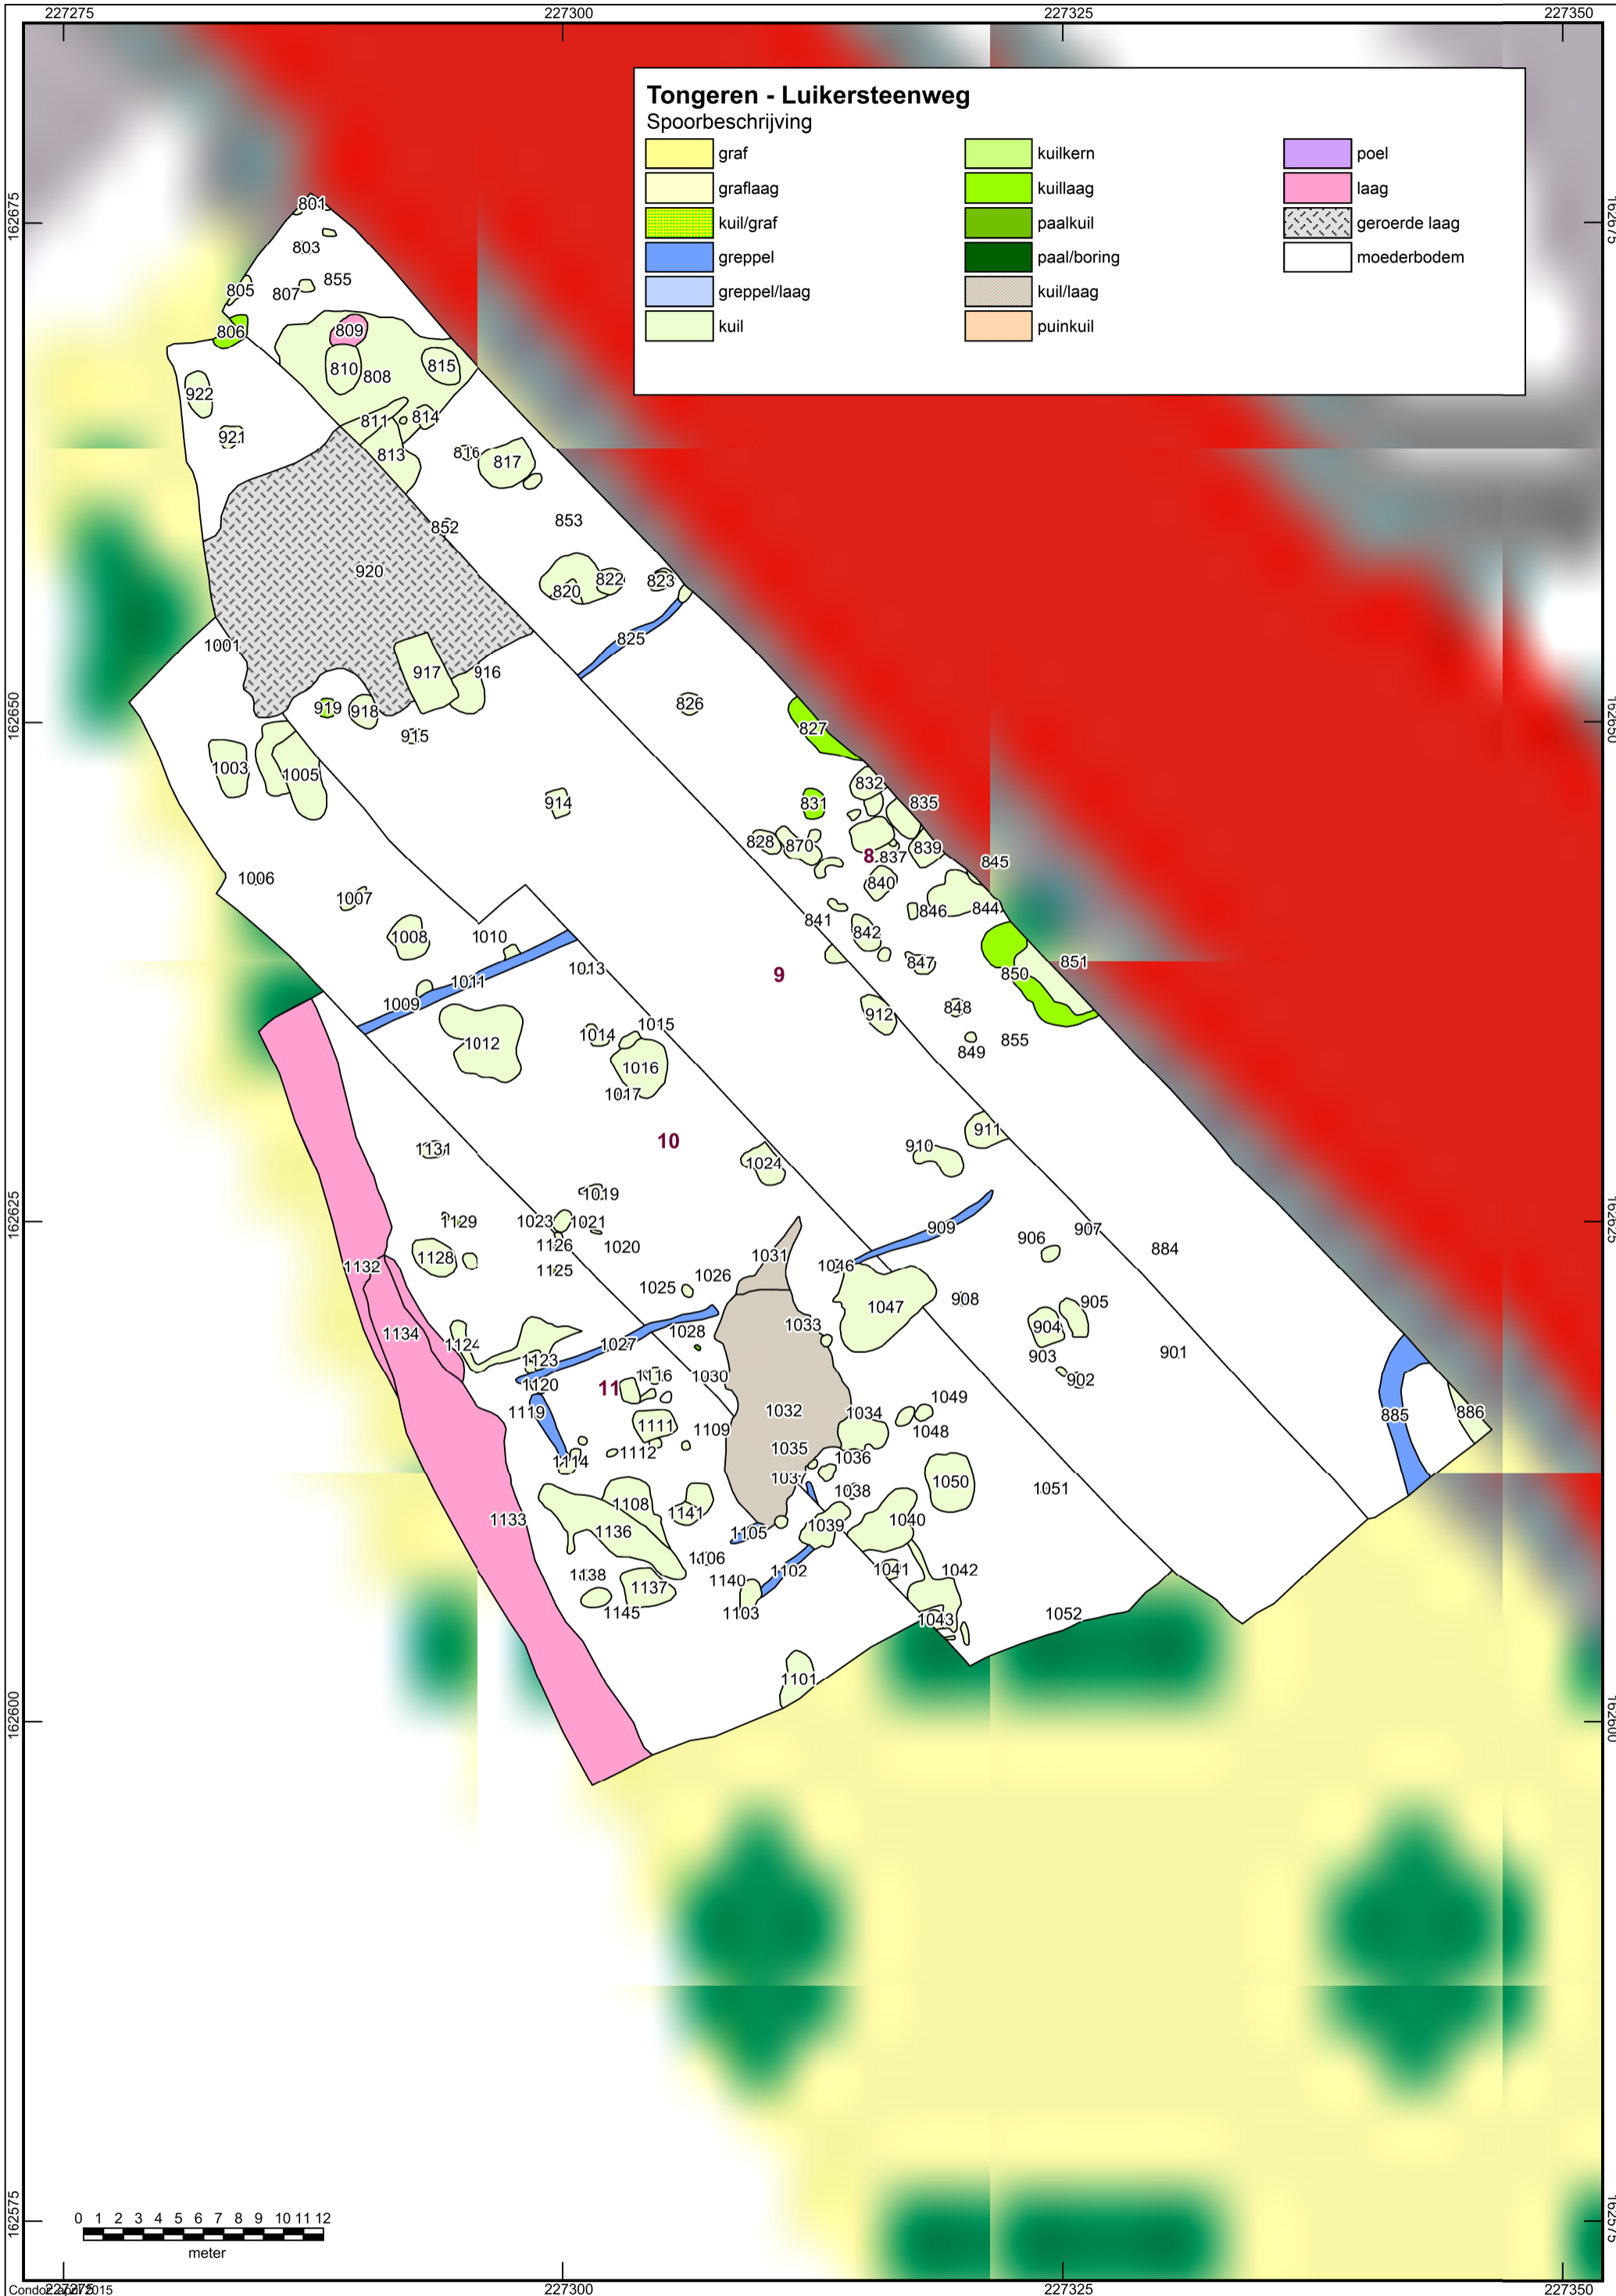 227275 227300 227325 227350
Tongeren - Luikersteenweg
Spoorbeschrijving
graf kuilkern poel
graflaag kuillaag laag
kuil/graf paalkuil geroerde laag
greppel paal/boring moederbodem
greppel/laag kuil/laag
kuil puinkuil
162675 162675
801
803
855
805 807
806 809
810 808 815
922
811 814
921
813 816 817
852 853
920
820 822 823
825
1001
917 916
826
919 918
162650 162650
915 827
1003 1005
914 831 832 835
828 870 8 837 839
845
1006 840
1007 846 844
841 842
1008 1010
847
9 850 851
1013
1011
1009 848
912
1014 1015 855
1012 849
1016
1017
911
10 910
1131
1024
1019
162625 162625
1129 1023 1021 909 906 907
1126 1020 884
1128 1031
1132 1125 1046
1025 1026
908 905
1047
1134 1124 1027 1028 1033 904
1123 903 901
1120 1116 1030 902
11
1119 1032 1034 1049 885 886
1111 1109 1048
1112 1035
1114 1036
1037 1038 1050 1051
1108
1133 1136 1141 1105 1039 1040
1106
1138 1140 1102 1041 1042
1137
1145 1103 1043 1052
1101
162600 162600
162575 162575
0 1 2 3 4 5 6 7 8 9 10 11 12
meter
227275 227300 227325 227350